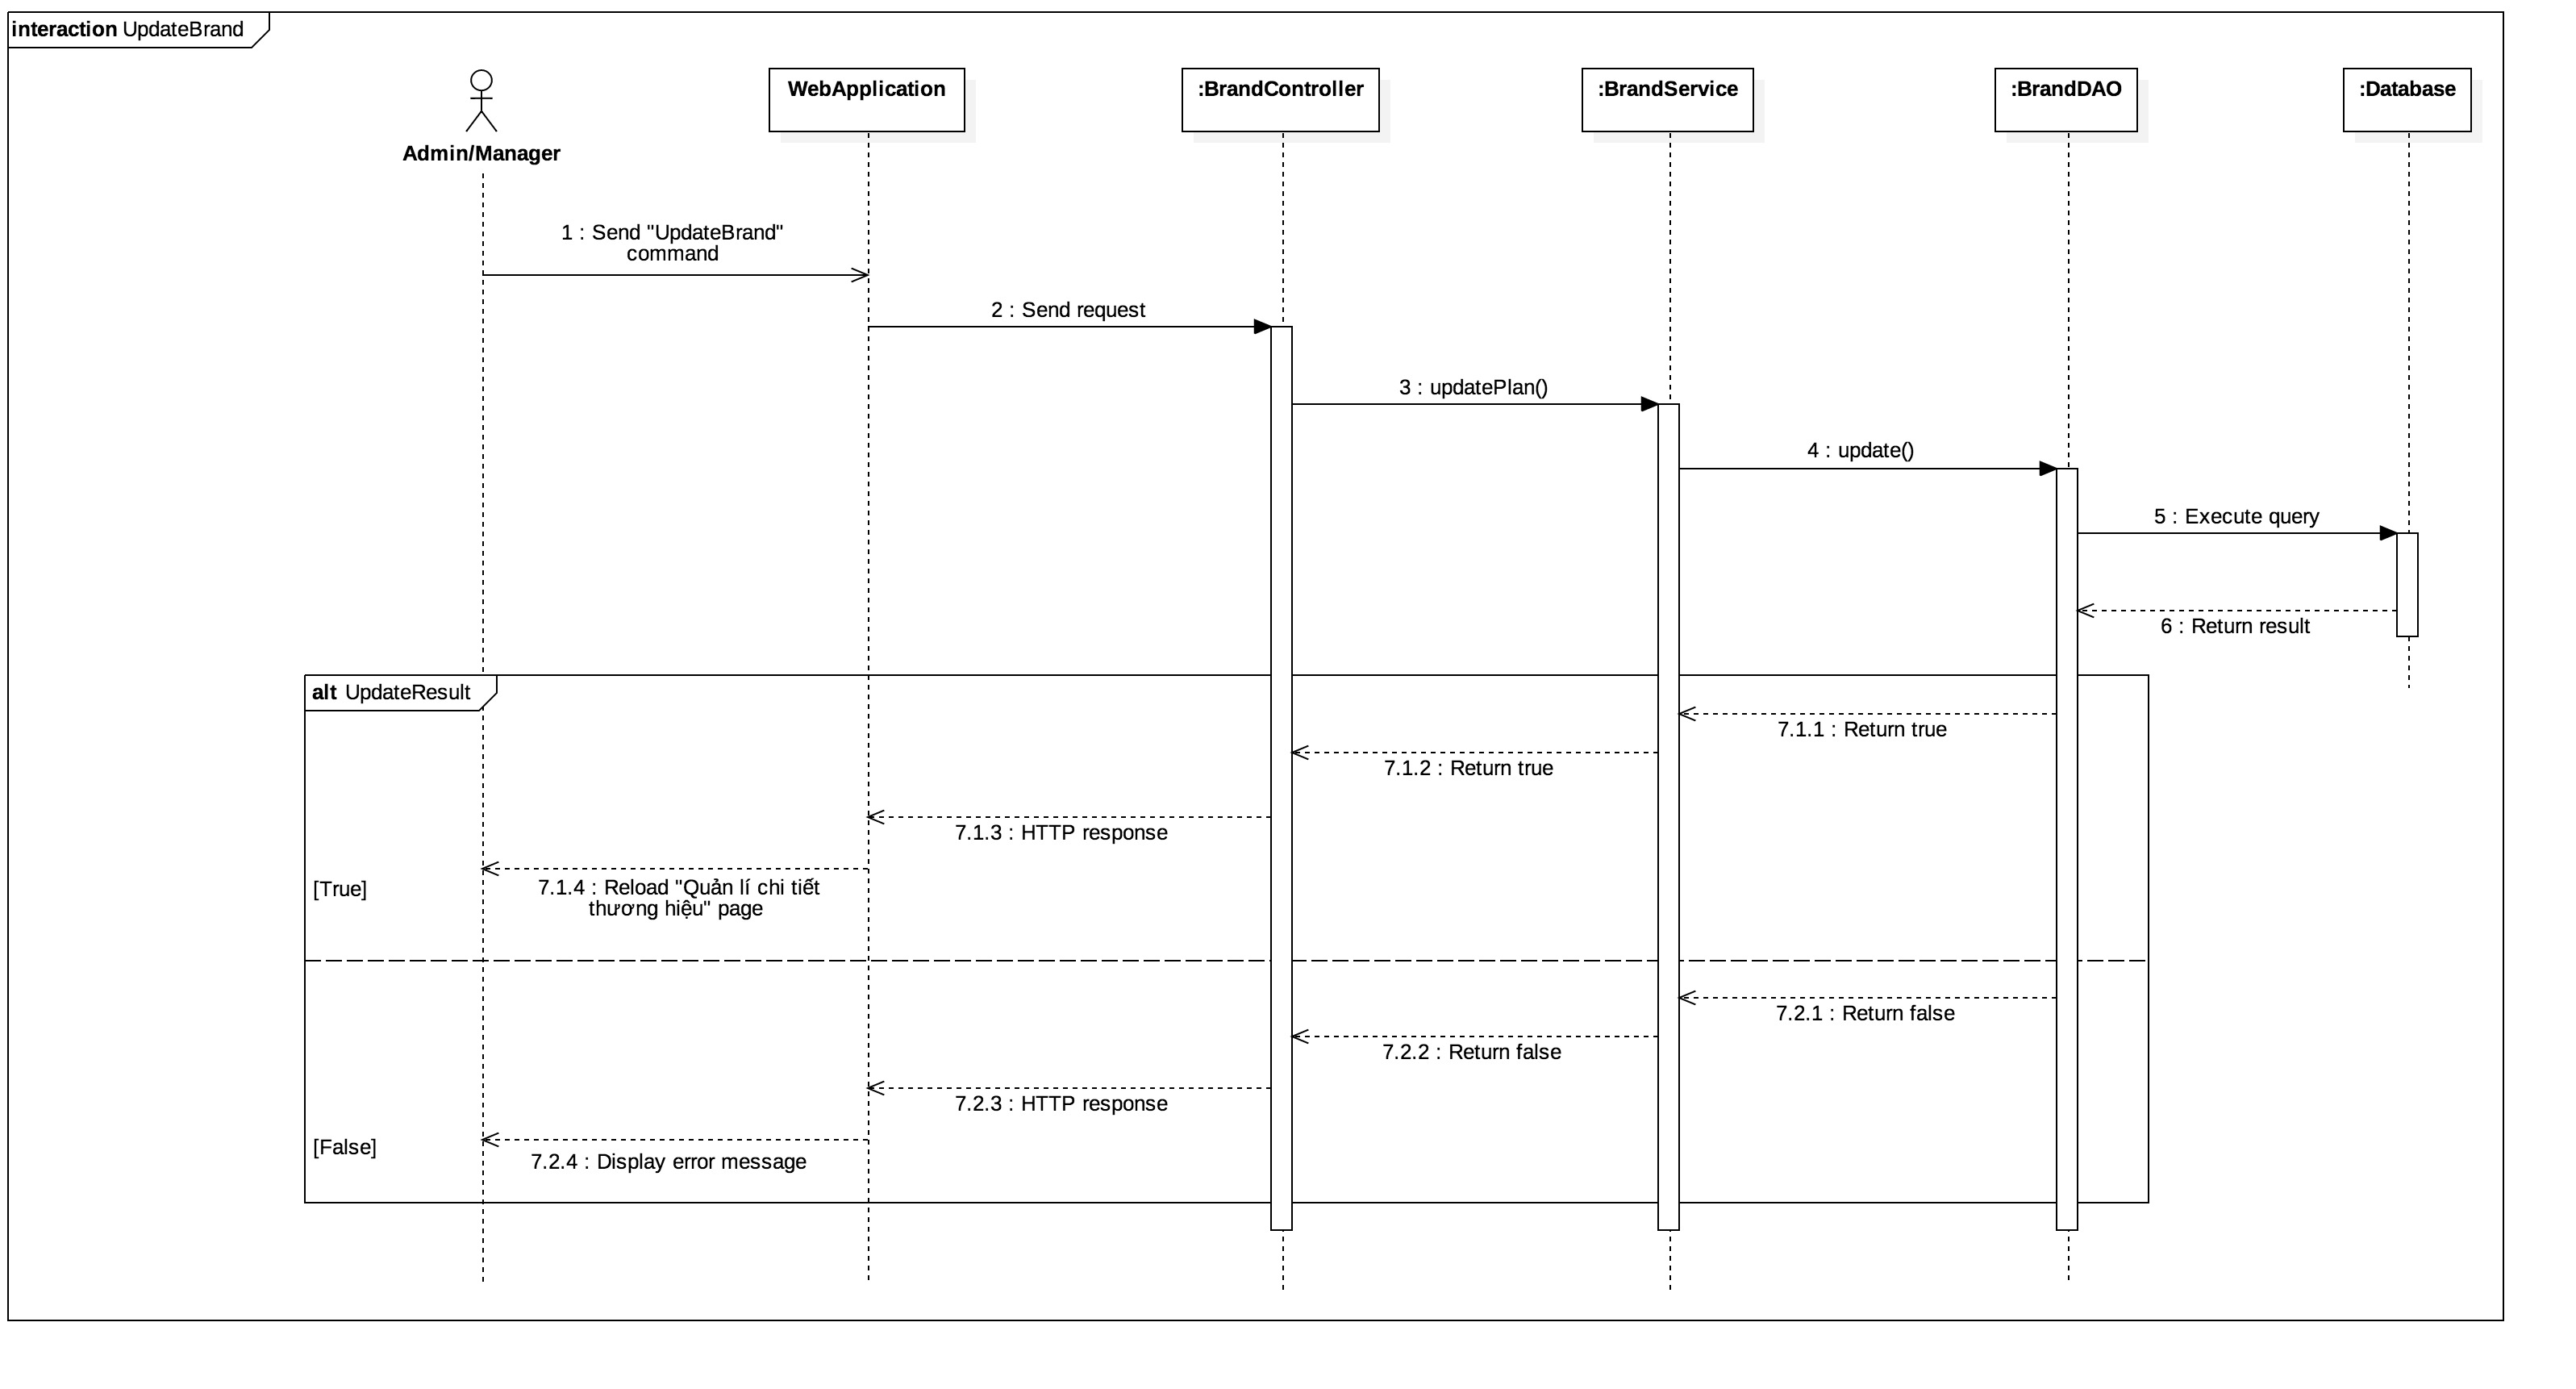 interaction UpdateBrand
Admin/Manager
WebApplication
:BrandController
:BrandService
:BrandDAO
:Database
1 : Send "UpdateBrand"
command
2 : Send request
3 : updatePlan()
4 : update()
5 : Execute query
6 : Return result
alt UpdateResult
7.1.1 : Return true
7.1.2 : Return true
7.1.3 : HTTP response
[True]
7.1.4 : Reload "Quản lí chi tiết
thương hiệu" page
7.2.1 : Return false
7.2.2 : Return false
7.2.3 : HTTP response
[False]
7.2.4 : Display error message